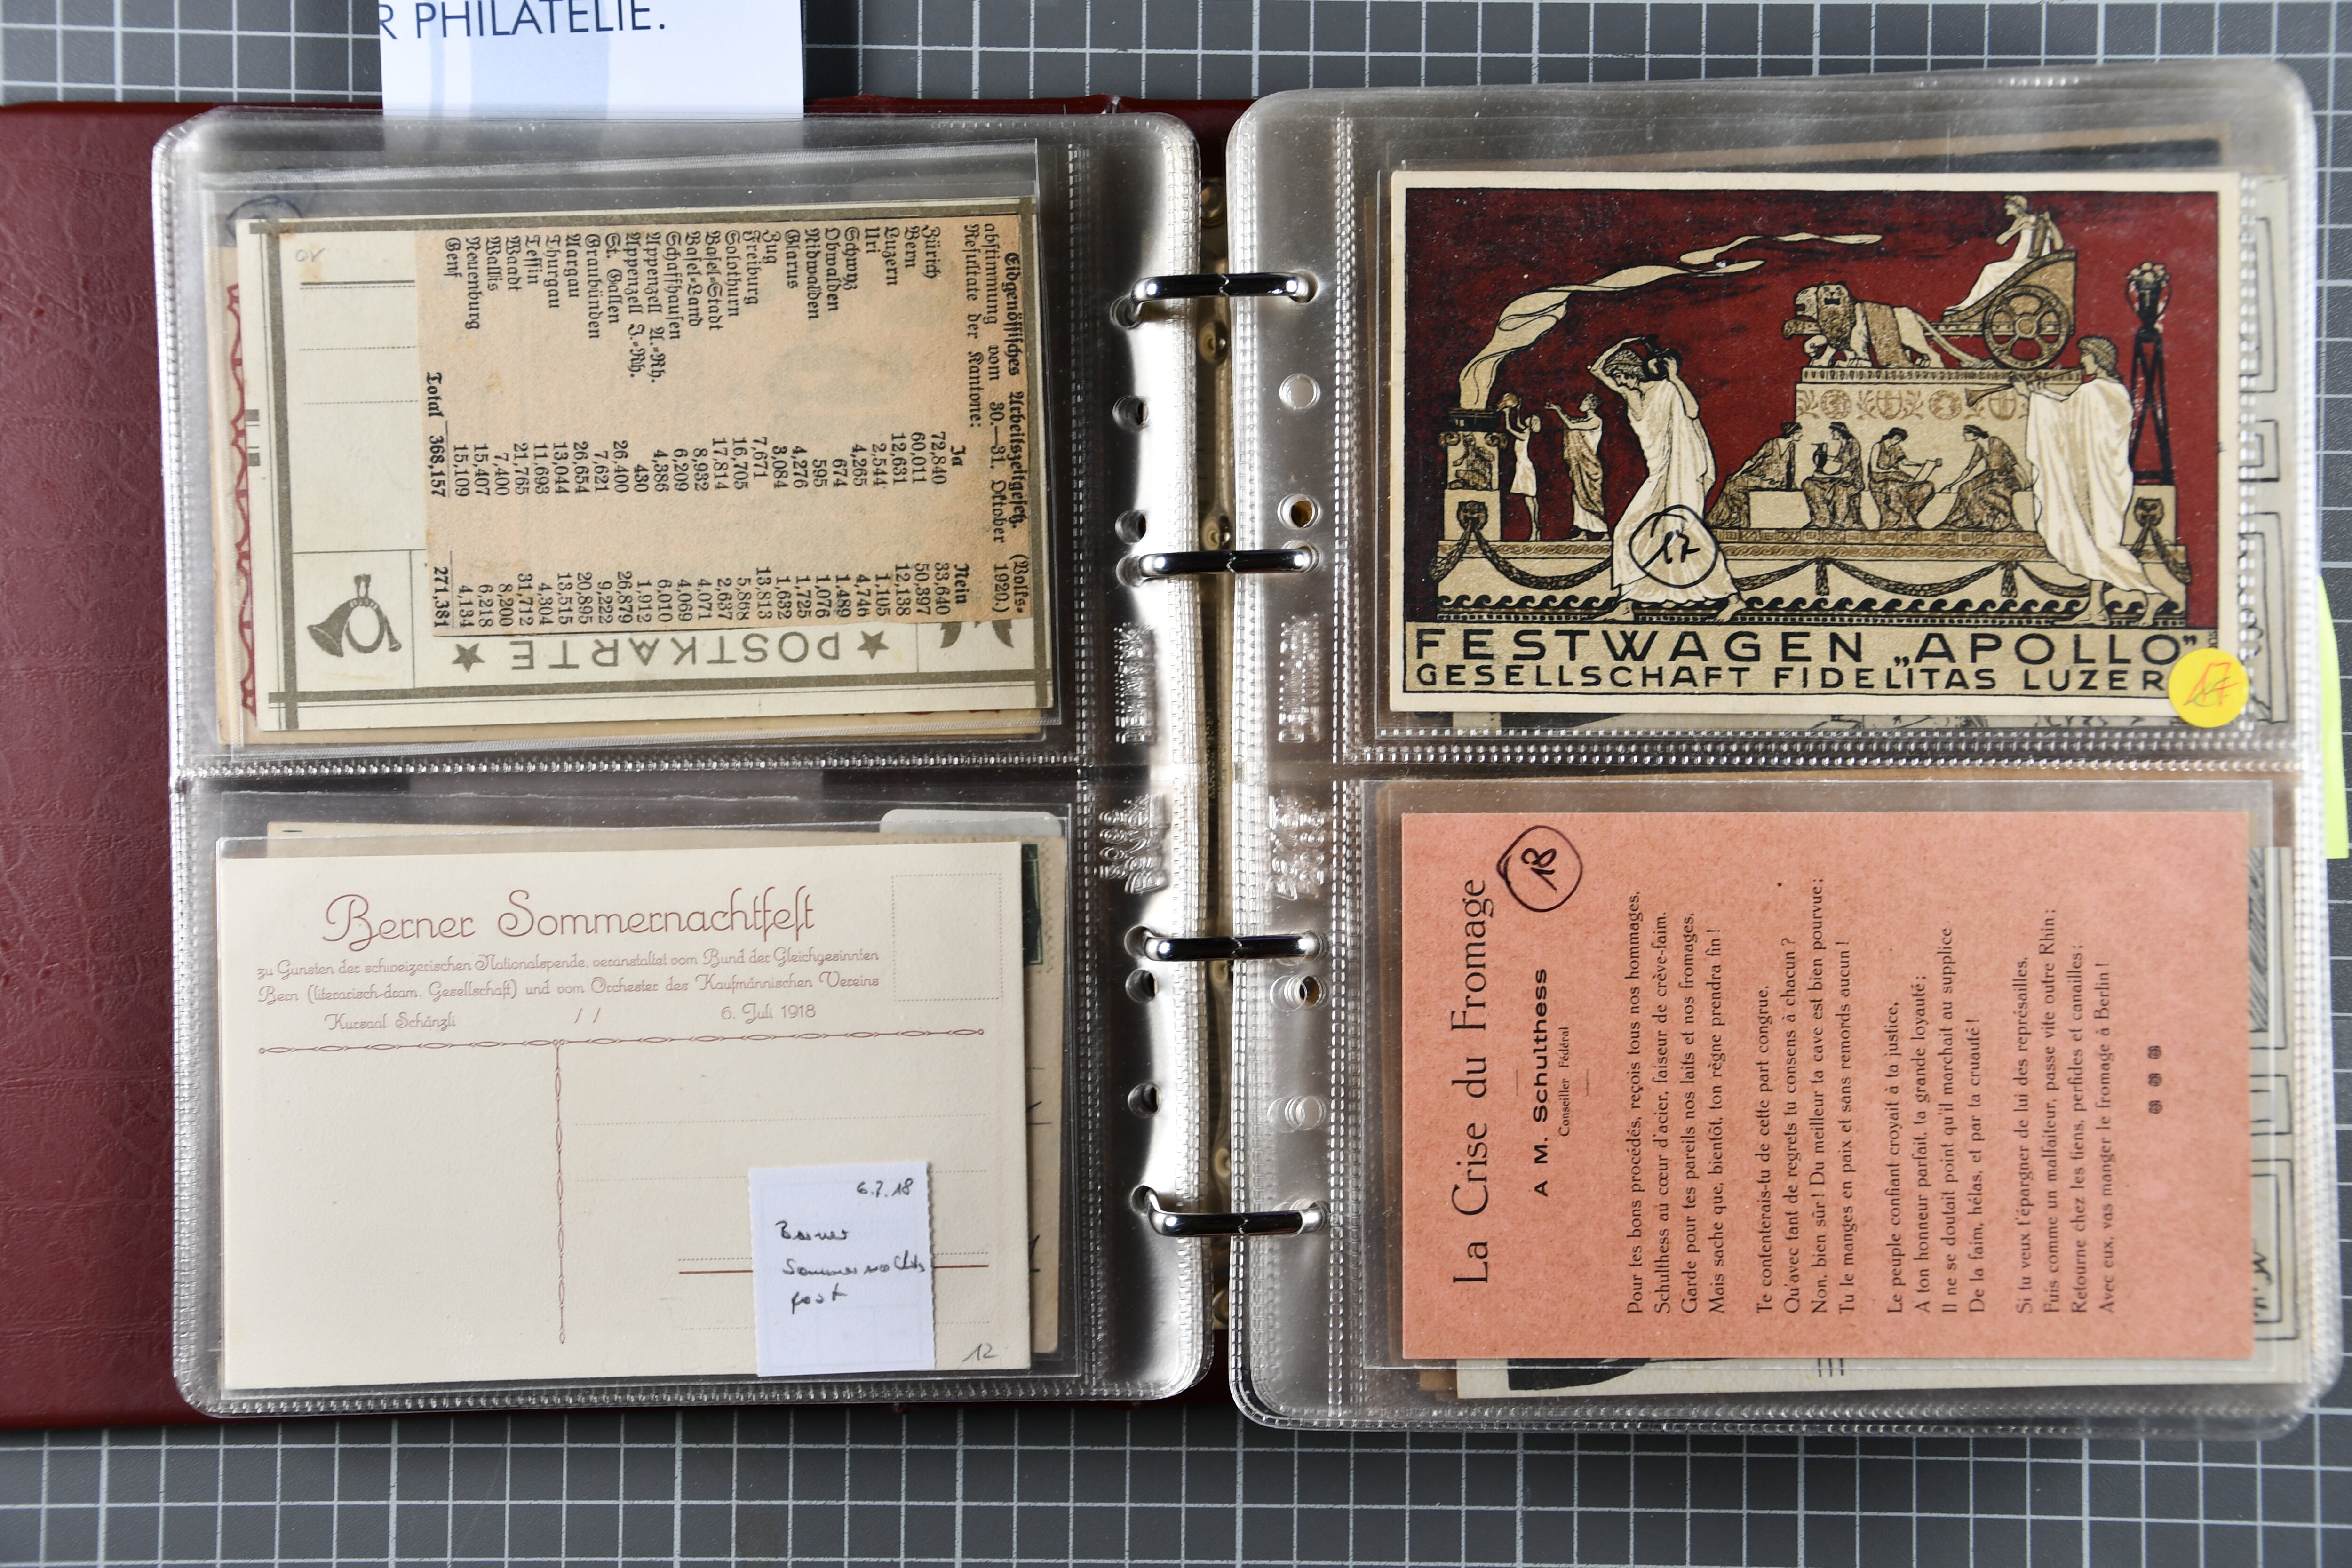 R PHILATELIE.
Eidgenössisches Arbeitszeitgesetz. (Volks-
abstimmung vom 30.—31. Oktober 1920.)
Resultate der Kantone:
Ja Nein
Zürich 72,840 33,640
Bern 60,011 50,397
Luzern 12,631 12,138
Uri 2,544 1,105
Schwyz 4,265 4,746
Obwalden 674 1,489
Nidwalden 595 1,076
Glarus 4,276 1,725
Zug 3,084 1,632
Freiburg 7,671 13,813
Solothurn 16,705 5,868
Basel-Stadt 17,814 2,637
Basel-Land 8,932 4,071
Schaffhausen 6,209 4,069
Appenzell A.-Rh. 4,386 6,010
Appenzell I.-Rh. 430 1,912
St. Gallen 26,400 26,879
Graubünden 7,621 9,222
Aargau 26,654 20,895
Thurgau 13,044 13,515
Tessin 11,693 4,304
Waadt 21,765 31,712
Wallis 7,400 8,200
Neuenburg 15,407 6,218
Genf 15,109 4,134
Total 368,157 271,381
★ POSTKARTE ★
Berner Sommernachtfest
zu Gunsten der schweizerischen Nationalspende, veranstaltet vom Bund der Gleichgesinnten
Bern (literarisch-dram. Gesellschaft) und vom Orchester des Kaufmännischen Vereins
Kursaal Schänzli // 6. Juli 1918
6.7.18
Berner
Sommernachts
fest
12
17
FESTWAGEN „APOLLO”
GESELLSCHAFT FIDELITAS LUZER
17
18
La Crise du Fromage
A M. Schulthess
Conseiller Fédéral
Pour tes bons procédés, reçois tous nos hommages,
Schulthess au cœur d'acier, faiseur de crève-faim.
Garde pour tes pareils nos laits et nos fromages,
Mais sache que, bientôt, ton règne prendra fin !
Te contenterais-tu de cette part congrue,
Qu'avec tant de regrets tu consens à chacun ?
Non, bien sûr ! Du meilleur ta cave est bien pourvue ;
Tu le manges en paix et sans remords aucun !
Le peuple confiant croyait à ta justice,
A ton honneur parfait, ta grande loyauté ;
Il ne se doutait point qu'il marchait au supplice
De la faim, hélas, et par ta cruauté !
Si tu veux t'épargner de lui des représailles,
Fuis comme un malfaiteur, passe vite outre Rhin ;
Retourne chez les tiens, perfides et canailles ;
Avec eux, vas manger le fromage à Berlin !